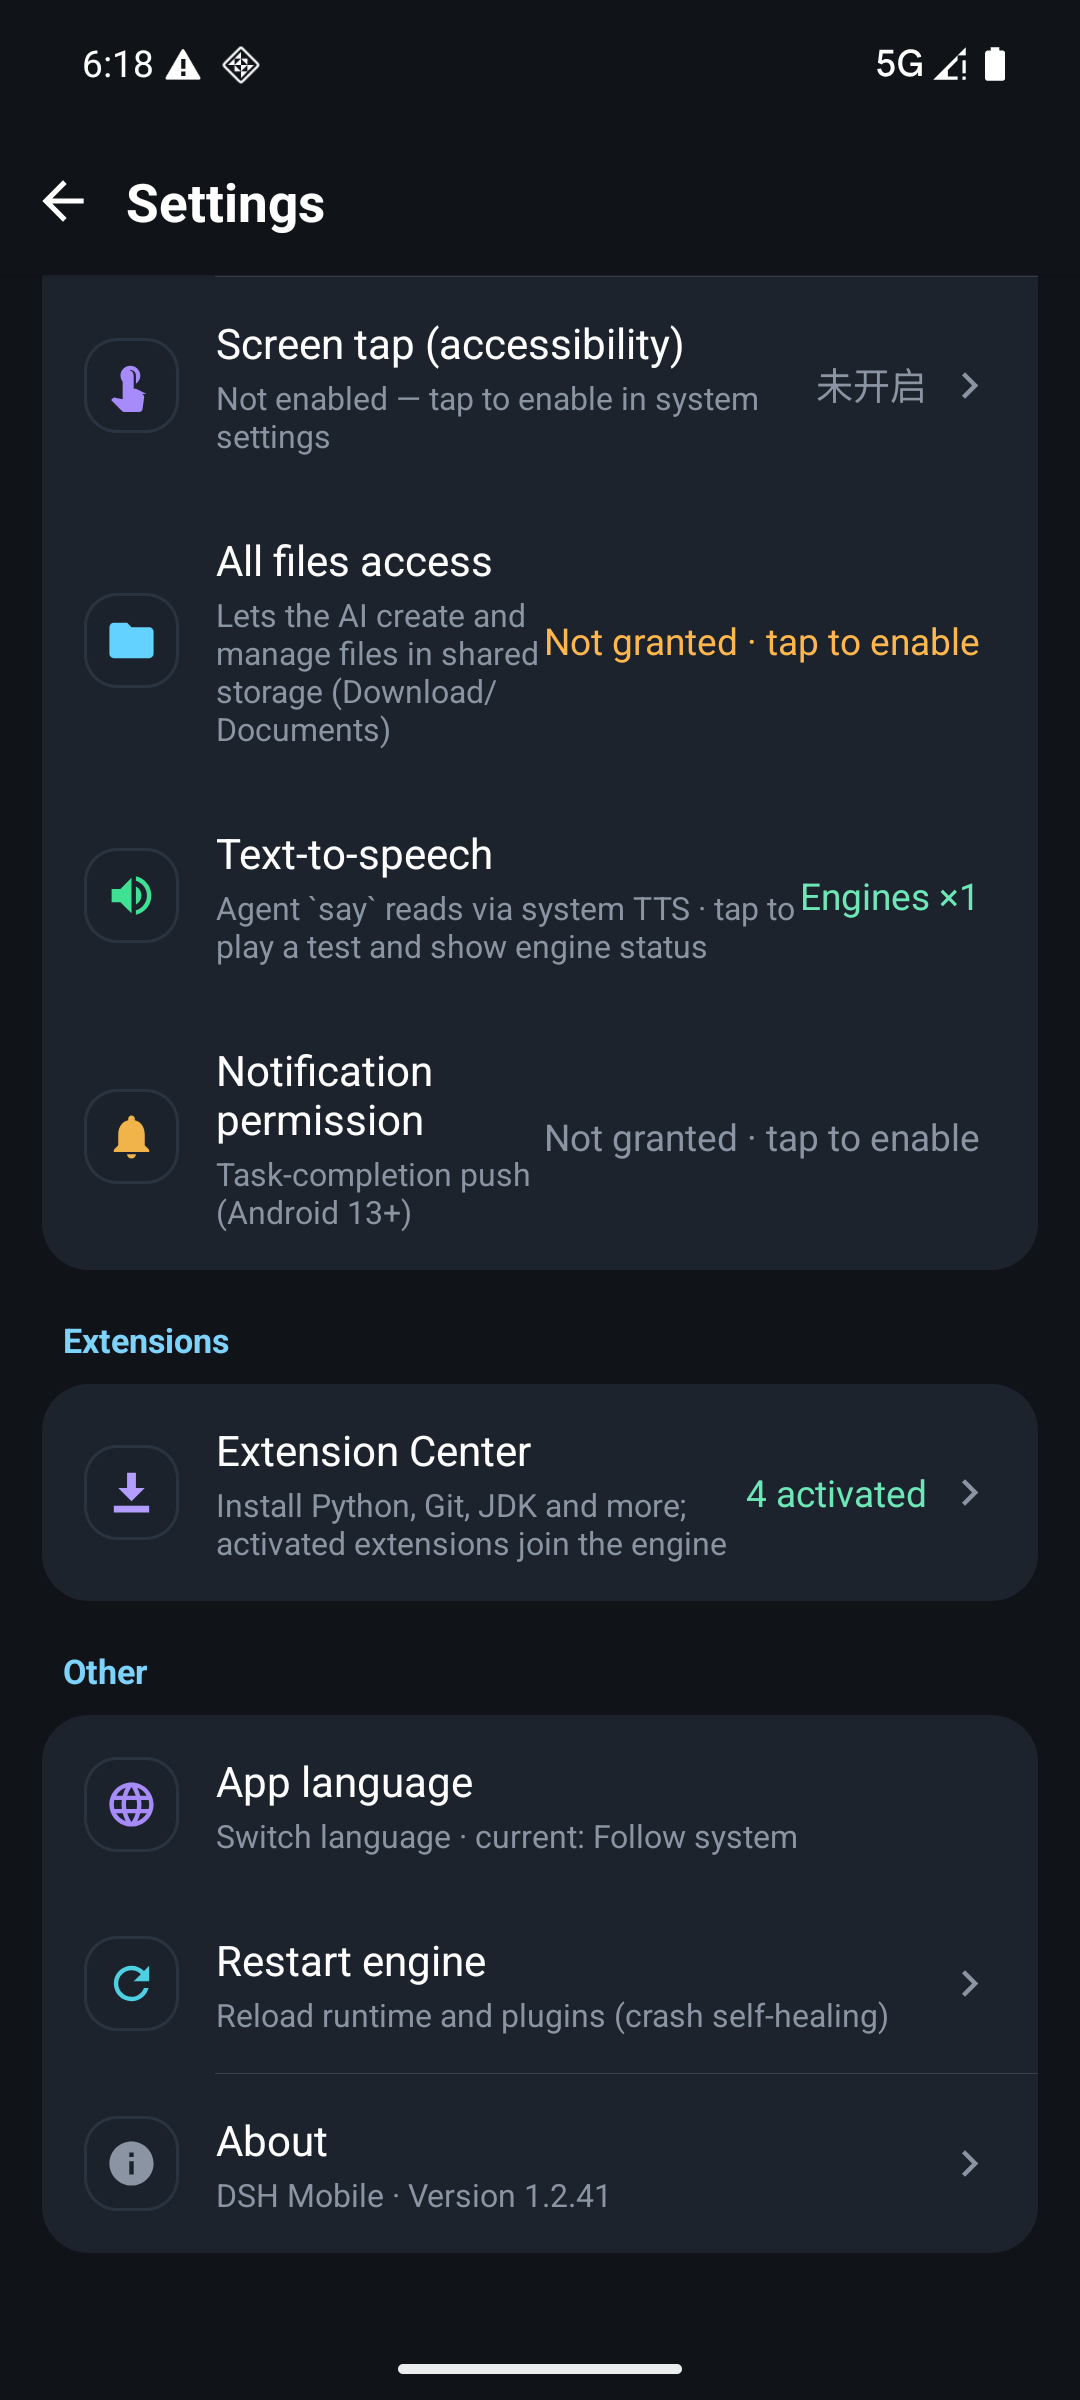 6:18
5G
Settings
Screen tap (accessibility)
Not enabled — tap to enable in system
settings
未开启
All files access
Lets the AI create and
manage files in shared
storage (Download/
Documents)
Not granted · tap to enable
Text-to-speech
Agent `say` reads via system TTS · tap to
play a test and show engine status
Engines ×1
Notification
permission
Task-completion push
(Android 13+)
Not granted · tap to enable
Extensions
Extension Center
Install Python, Git, JDK and more;
activated extensions join the engine
4 activated
Other
App language
Switch language · current: Follow system
Restart engine
Reload runtime and plugins (crash self-healing)
About
DSH Mobile · Version 1.2.41